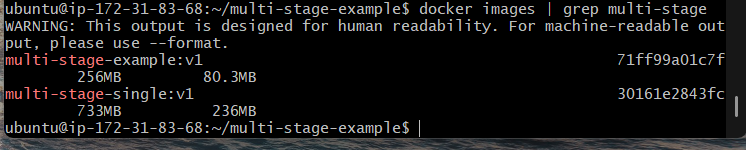 ubuntu@ip-172-31-83-68:~/multi-stage-example$ docker images | grep multi-stage
WARNING: This output is designed for human readability. For machine-readable out
put, please use --format.
multi-stage-example:v1 71ff99a01c7f
256MB 80.3MB
multi-stage-single:v1 30161e2843fc
733MB 236MB
ubuntu@ip-172-31-83-68:~/multi-stage-example$